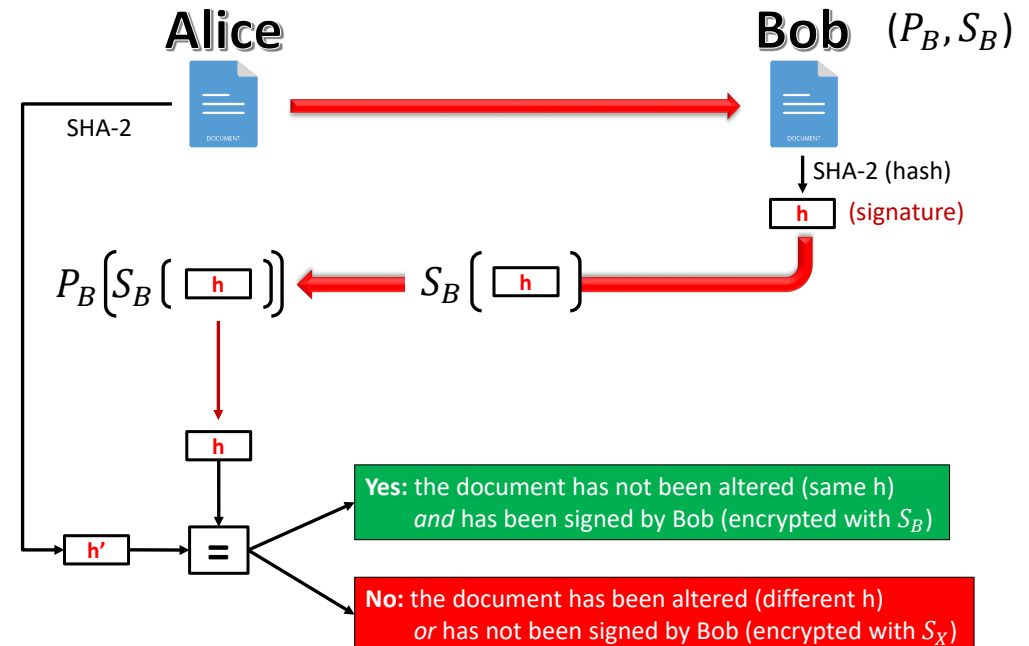 Alice
Bob (P_B, S_B)
DOCUMENT
DOCUMENT
SHA-2
SHA-2 (hash)
h (signature)
P_B(S_B( h ))
S_B( h )
h
Yes: the document has not been altered (same h)
and has been signed by Bob (encrypted with S_B)
h’
=
No: the document has been altered (different h)
or has not been signed by Bob (encrypted with S_X)